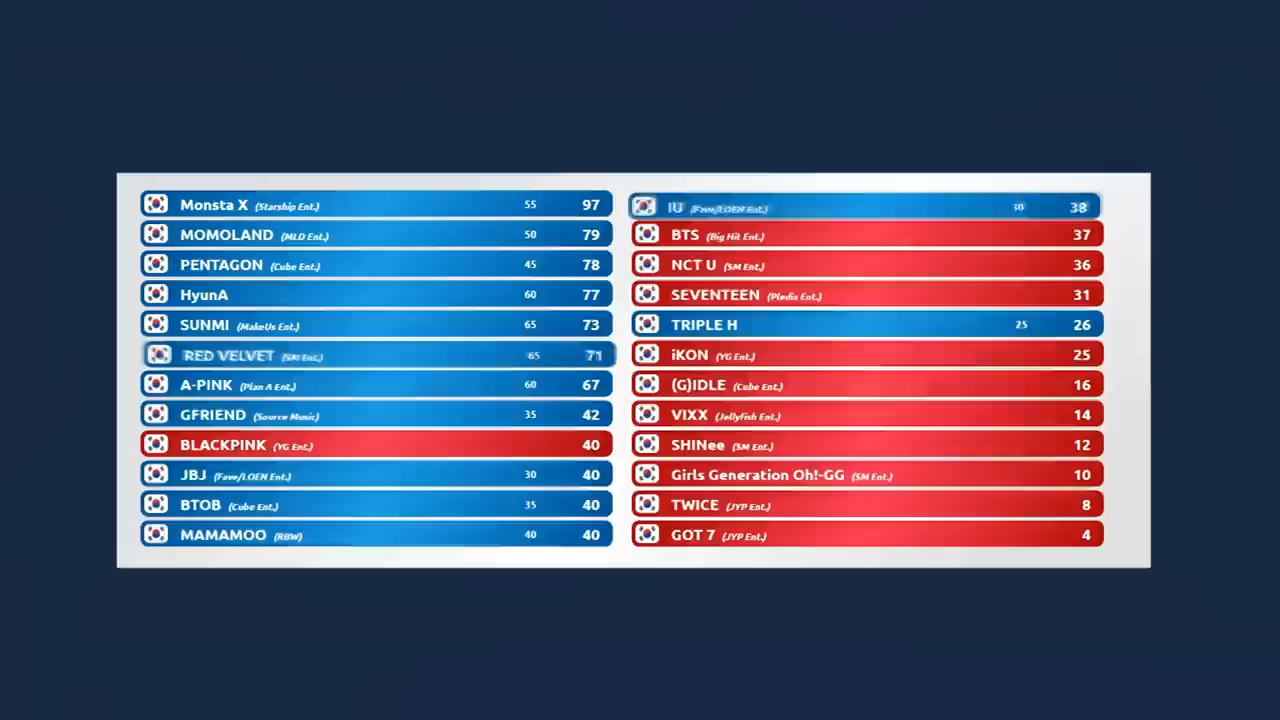 Monsta X (Starship Ent.) 55 97
MOMOLAND (MLD Ent.) 50 79
PENTAGON (Cube Ent.) 45 78
HyunA 60 77
SUNMI (MakeUs Ent.) 65 73
RED VELVET (SM Ent.) 65 71
A-PINK (Plan A Ent.) 60 67
GFRIEND (Source Music) 35 42
BLACKPINK (YG Ent.) 40
JBJ (Fave/LOEN Ent.) 30 40
BTOB (Cube Ent.) 35 40
MAMAMOO (RBW) 40 40
IU (Fave/LOEN Ent.) 38
BTS (Big Hit Ent.) 37
NCT U (SM Ent.) 36
SEVENTEEN (Pledis Ent.) 31
TRIPLE H 25 26
iKON (YG Ent.) 25
(G)IDLE (Cube Ent.) 16
VIXX (Jellyfish Ent.) 14
SHINee (SM Ent.) 12
Girls Generation Oh!-GG (SM Ent.) 10
TWICE (JYP Ent.) 8
GOT 7 (JYP Ent.) 4